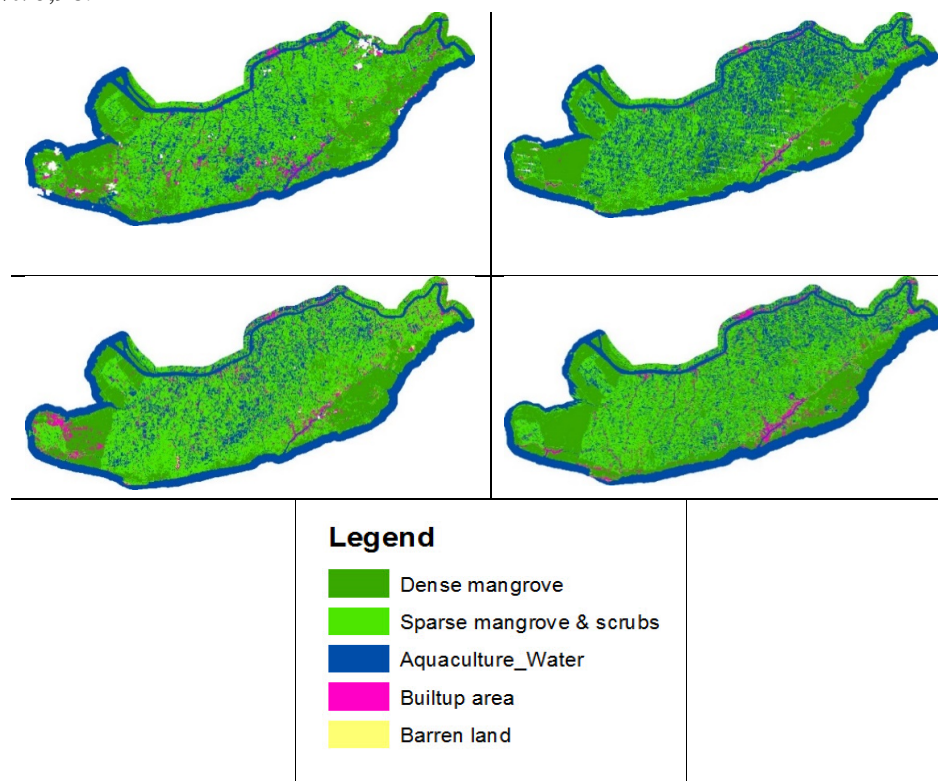 Legend
Dense mangrove
Sparse mangrove & scrubs
Aquaculture_Water
Builtup area
Barren land